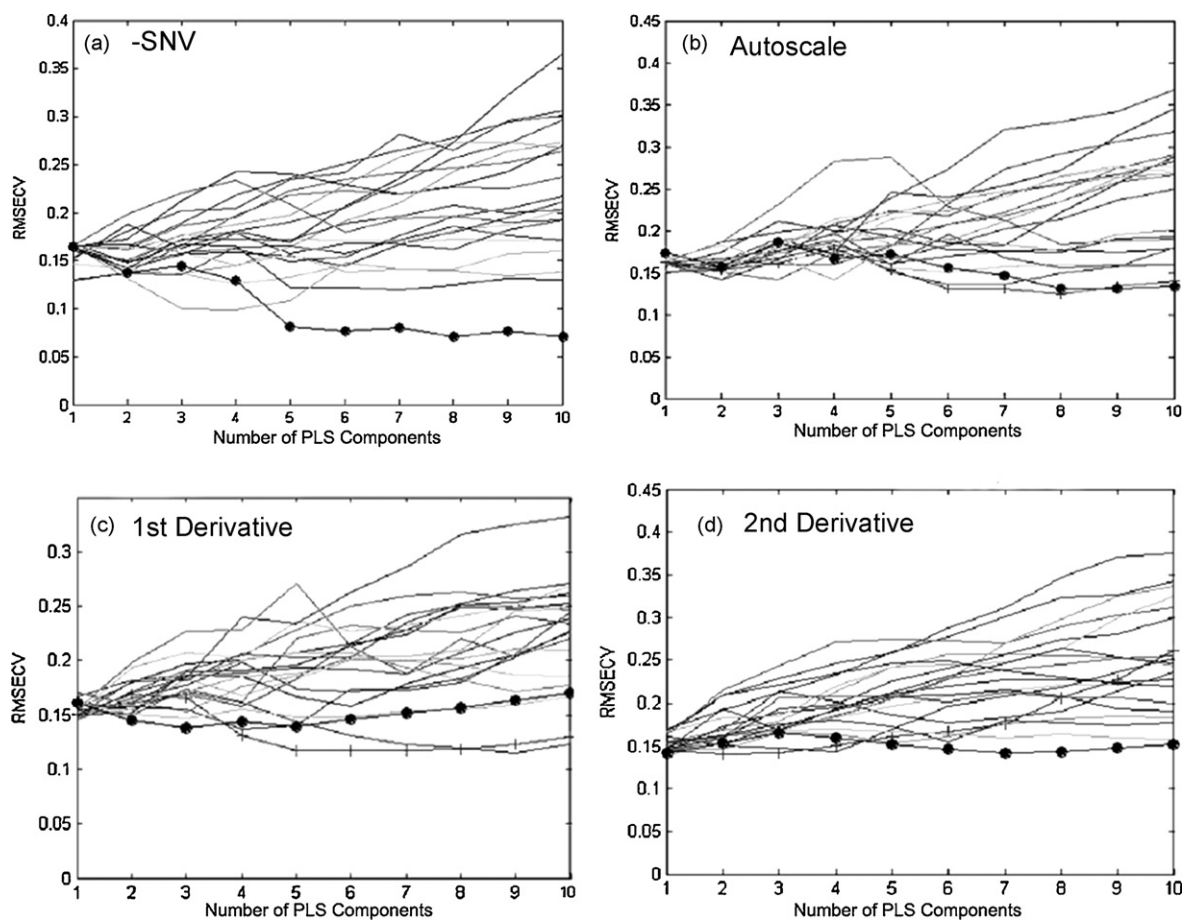 (a) -SNV
0.4
0.35
0.3
0.25
0.2
0.15
0.1
0.05
0
RMSECV
1 2 3 4 5 6 7 8 9 10
Number of PLS Components
(b) Autoscale
0.45
0.4
0.35
0.3
0.25
0.2
0.15
0.1
0.05
0
RMSECV
1 2 3 4 5 6 7 8 9 10
Number of PLS Components
(c) 1st Derivative
0.3
0.25
0.2
0.15
0.1
0.05
0
RMSECV
1 2 3 4 5 6 7 8 9 10
Number of PLS Components
(d) 2nd Derivative
0.45
0.4
0.35
0.3
0.25
0.2
0.15
0.1
0.05
0
RMSECV
1 2 3 4 5 6 7 8 9 10
Number of PLS Components